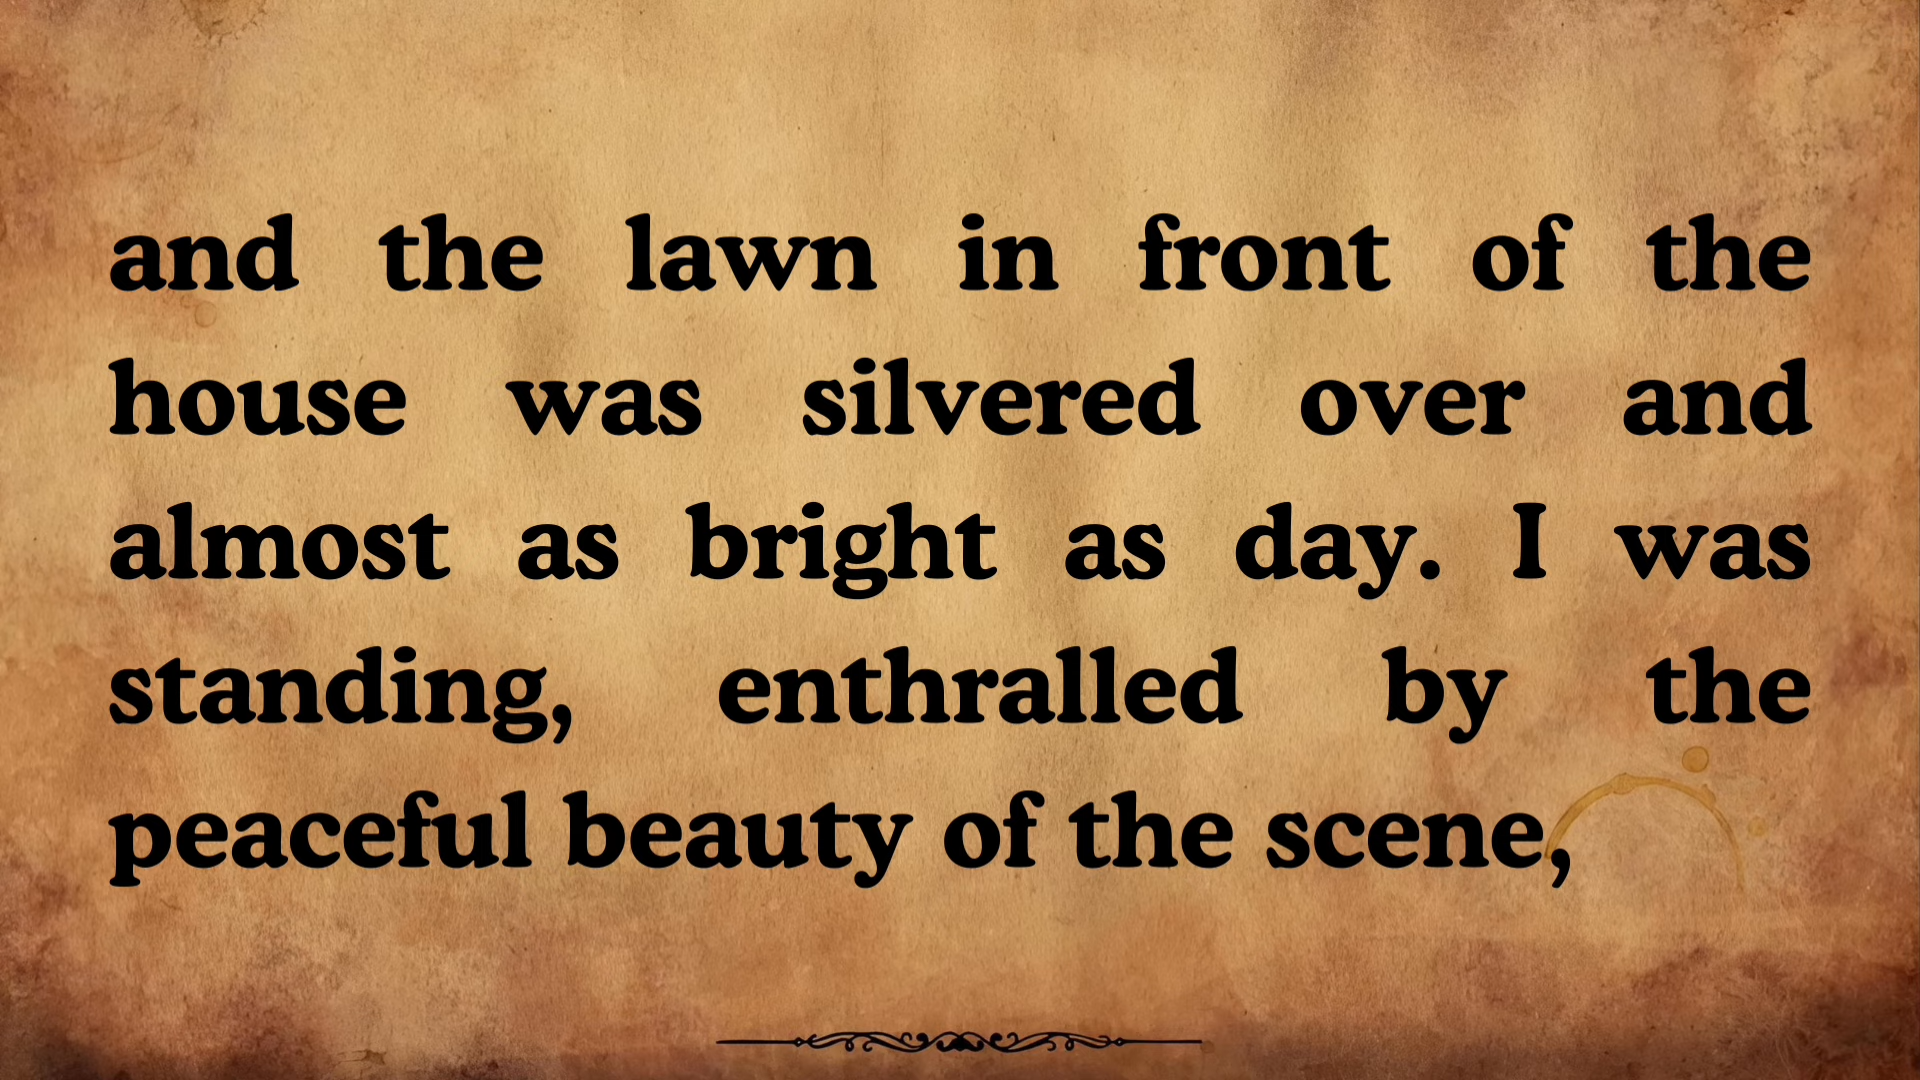 and the lawn in front of the
house was silvered over and
almost as bright as day. I was
standing, enthralled by the
peaceful beauty of the scene,